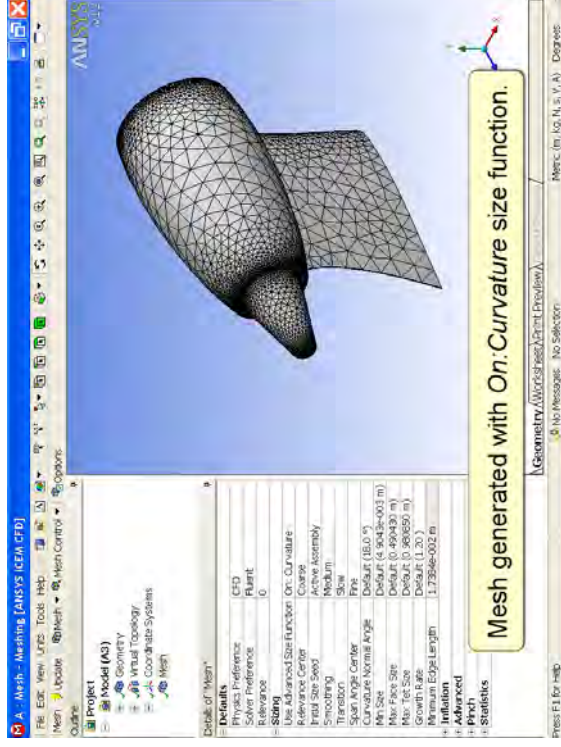 A : Mesh - Meshing [ANSYS ICEM CFD]
File Edit View Units Tools Help
Mesh Update Mesh Mesh Control Options
Outline
Project
Model (A3)
Geometry
Virtual Topology
Coordinate Systems
Mesh
Details of "Mesh"
Defaults
Physics Preference CFD
Solver Preference Fluent
Relevance 0
Sizing
Use Advanced Size Function On: Curvature
Relevance Center Coarse
Initial Size Seed Active Assembly
Smoothing Medium
Transition Slow
Span Angle Center Fine
Curvature Normal Angle Default (18.0 °)
Min Size Default (4.9043e-003 m)
Max Face Size Default (0.490430 m)
Max Tet Size Default (0.980850 m)
Growth Rate Default (1.20 )
Minimum Edge Length 1.7384e-002 m
Inflation
Advanced
Pinch
Statistics
ANSYS
Mesh generated with On:Curvature size function.
Geometry Worksheet Print Preview
Press F1 for Help No Messages No Selection Metric (m, kg, N, s, V, A) Degrees